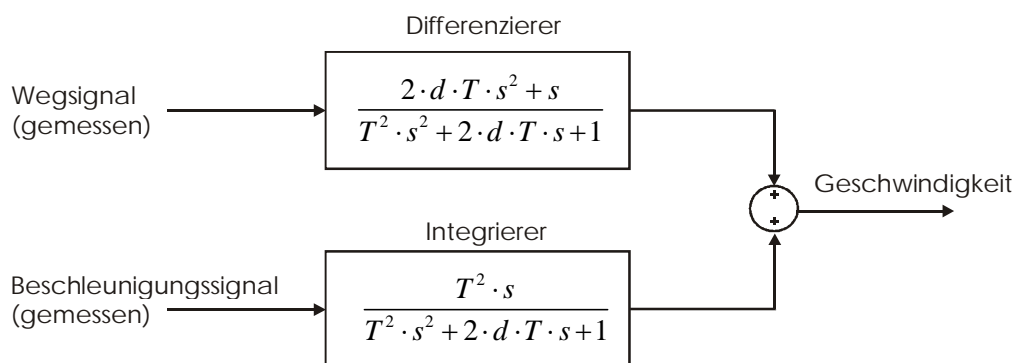 Differenzierer
Wegsignal
(gemessen)
2·d·T·s²+s
T²·s²+2·d·T·s+1
Geschwindigkeit
+
+
Integrierer
Beschleunigungssignal
(gemessen)
T²·s
T²·s²+2·d·T·s+1